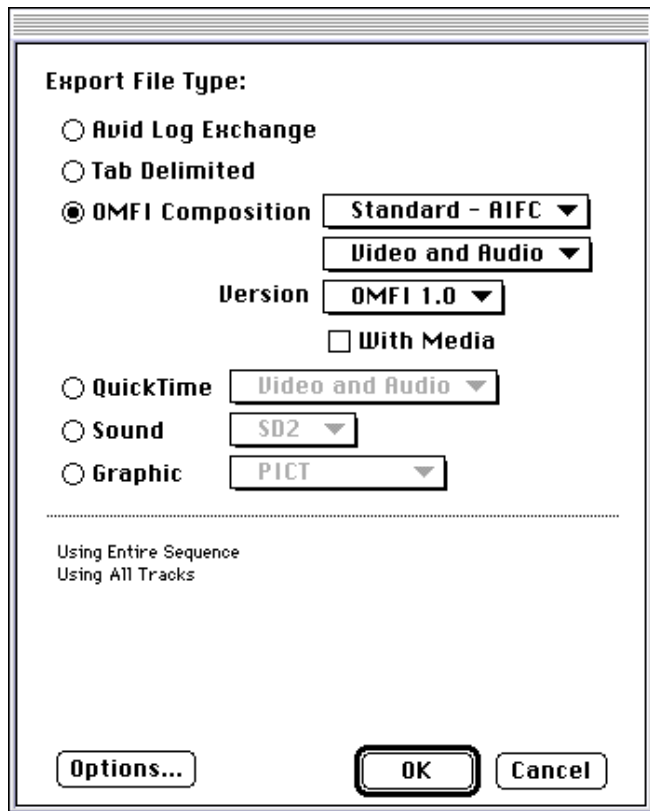 Export File Type:
Avid Log Exchange
Tab Delimited
OMFI Composition Standard - AIFC
Video and Audio
Version OMFI 1.0
With Media
QuickTime Video and Audio
Sound SD2
Graphic PICT
Using Entire Sequence
Using All Tracks
Options... OK Cancel